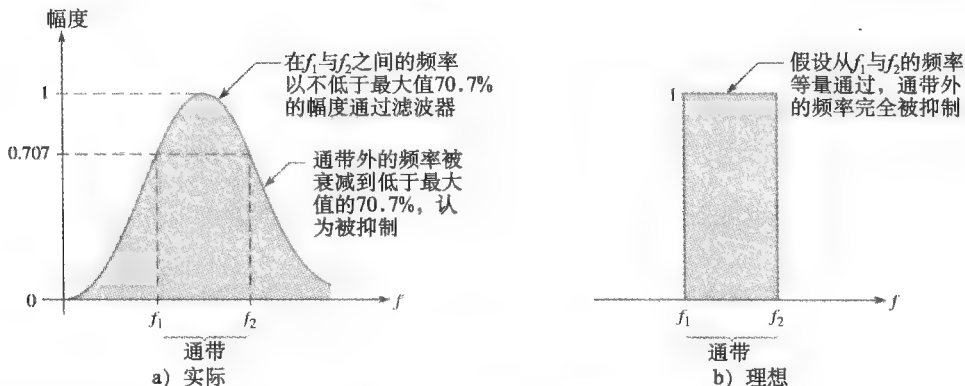 幅度
在f₁与f₂之间的频率
以不低于最大值70.7%
的幅度通过滤波器
1
0.707
通带外的频率被
衰减到低于最大
值的70.7%，认
为被抑制
0
f₁
f₂
f
通带
a）实际
假设从f₁与f₂的频率
等量通过，通带外
的频率完全被抑制
1
f₁
f₂
f
通带
b）理想